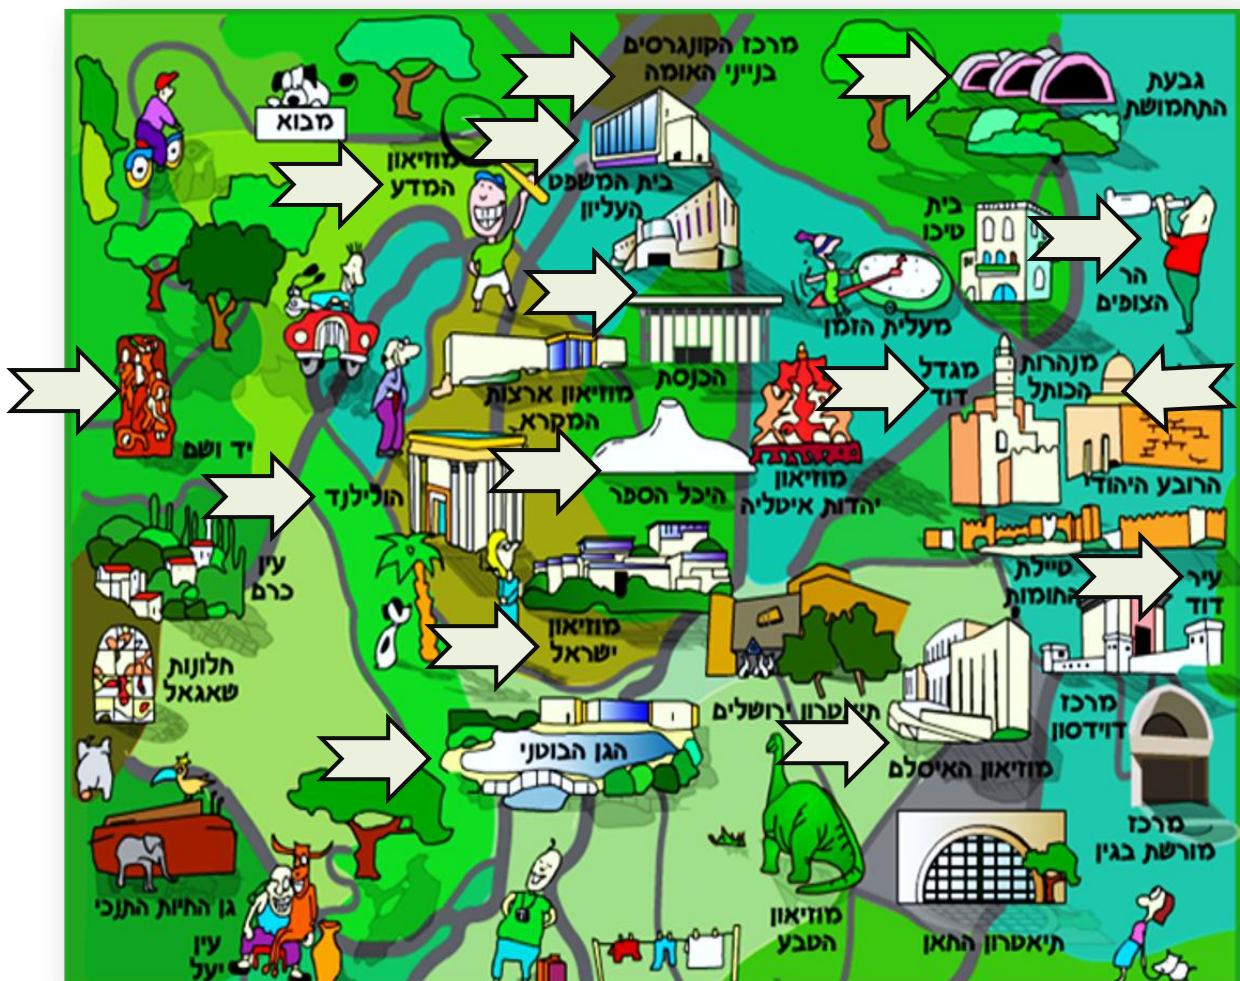 מרכז הקונגרסים
בנייני האומה
גבעת
התחמושת
מבוא
מוזיאון
המדע
בית המשפט
העליון
בית
טיכו
הר
הצופים
מעלית הזמן
הכנסת
מוזיאון ארצות
המקרא
מגדל
דוד
מנהרות
הכותל
יד ושם
הולילנד
היכל הספר
מוזיאון
יהדות איטליה
הרובע היהודי
עין
כרם
טיילת
החומות
עיר
דוד
מוזיאון
ישראל
חלונות
שאגאל
תיאטרון ירושלים
מרכז
דוידסון
הגן הבוטני
מוזיאון האיסלם
מרכז
מורשת בגין
גן החיות התנכי
מוזיאון
הטבע
תיאטרון החאן
עין
יעל